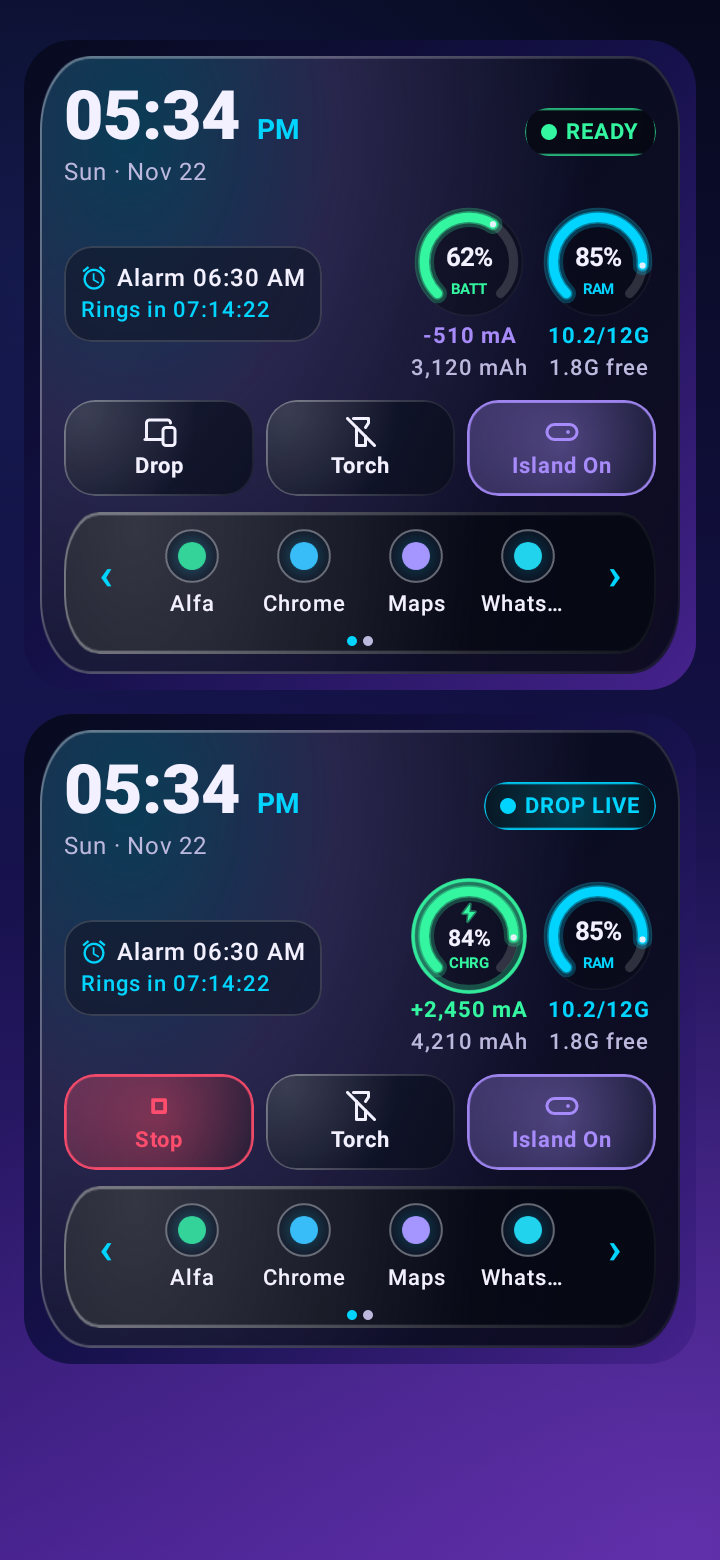 05:34 PM
READY
Sun · Nov 22
Alarm 06:30 AM
Rings in 07:14:22
62%
BATT
-510 mA
3,120 mAh
85%
RAM
10.2/12G
1.8G free
Drop
Torch
Island On
‹
Alfa
Chrome
Maps
Whats…
›
05:34 PM
DROP LIVE
Sun · Nov 22
Alarm 06:30 AM
Rings in 07:14:22
84%
CHRG
+2,450 mA
4,210 mAh
85%
RAM
10.2/12G
1.8G free
Stop
Torch
Island On
‹
Alfa
Chrome
Maps
Whats…
›